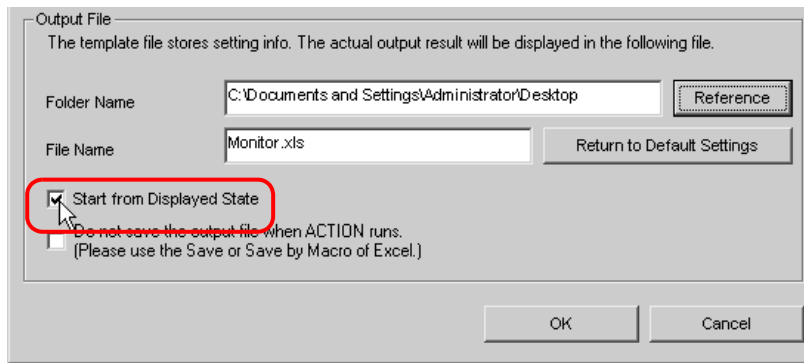 Output File
The template file stores setting info. The actual output result will be displayed in the following file.
Folder Name
C:\Documents and Settings\Administrator\Desktop
Reference
File Name
Monitor.xls
Return to Default Settings
Start from Displayed State
Do not save the output file when ACTION runs.
(Please use the Save or Save by Macro of Excel.)
OK
Cancel